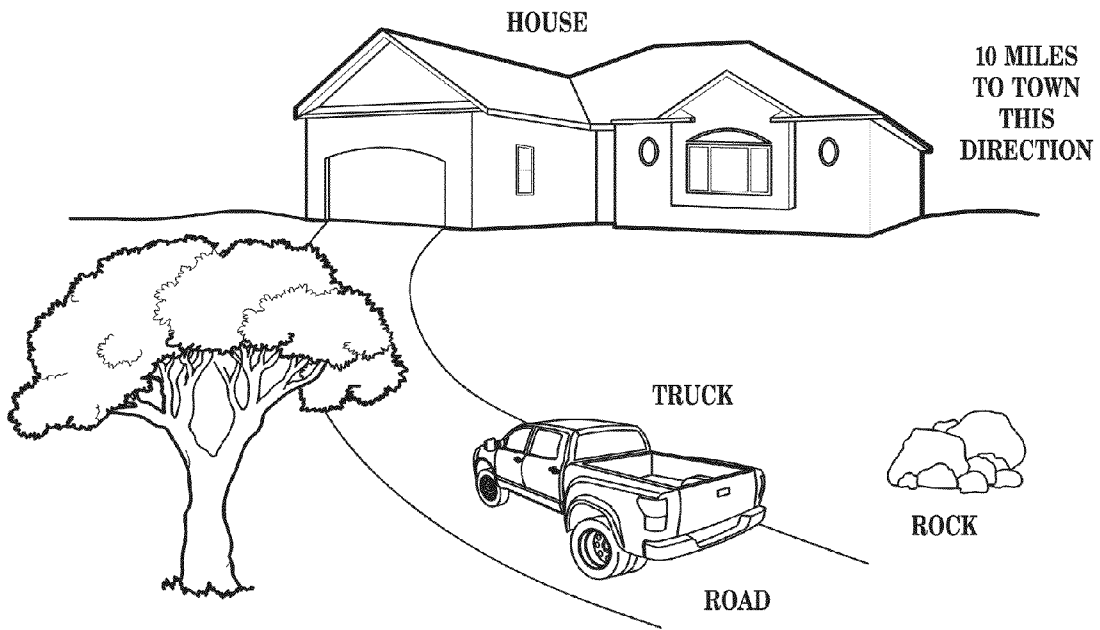 HOUSE
10 MILES
TO TOWN
THIS
DIRECTION
TRUCK
ROCK
ROAD